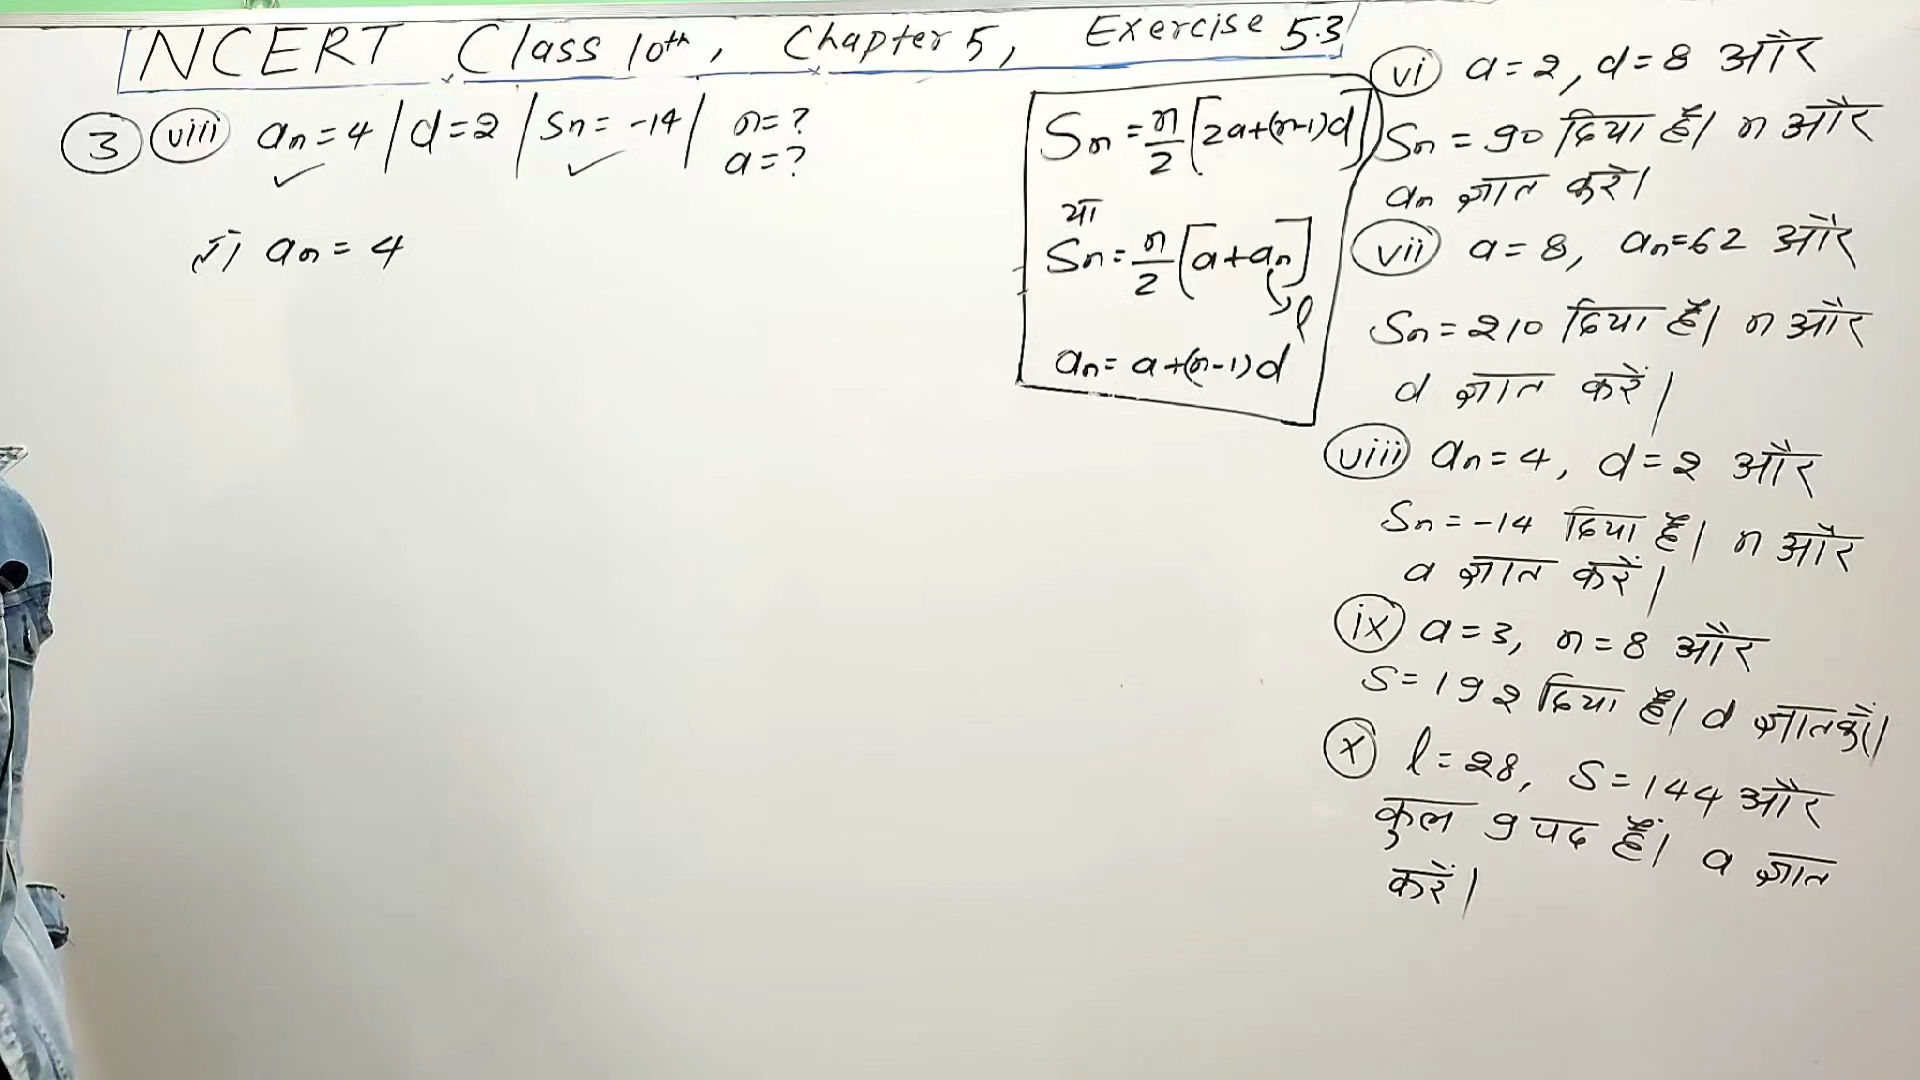 NCERT Class 10th, Chapter 5, Exercise 5.3
3 viii an = 4 | d = 2 | Sn = -14 | n = ?
a = ?
an = 4
Sn = n/2 [2a+(n-1)d]
या
Sn = n/2 [a+an]
l
an = a+(n-1)d
vi a = 2, d = 8 और
Sn = 90 दिया है। n और
an ज्ञात करें।
vii a = 8, an = 62 और
Sn = 210 दिया है। n और
d ज्ञात करें।
viii an = 4, d = 2 और
Sn = -14 दिया है। n और
a ज्ञात करें।
ix a = 3, n = 8 और
S = 192 दिया है। d ज्ञात करें।
x l = 28, S = 144 और
कुल 9 पद हैं। a ज्ञात
करें।